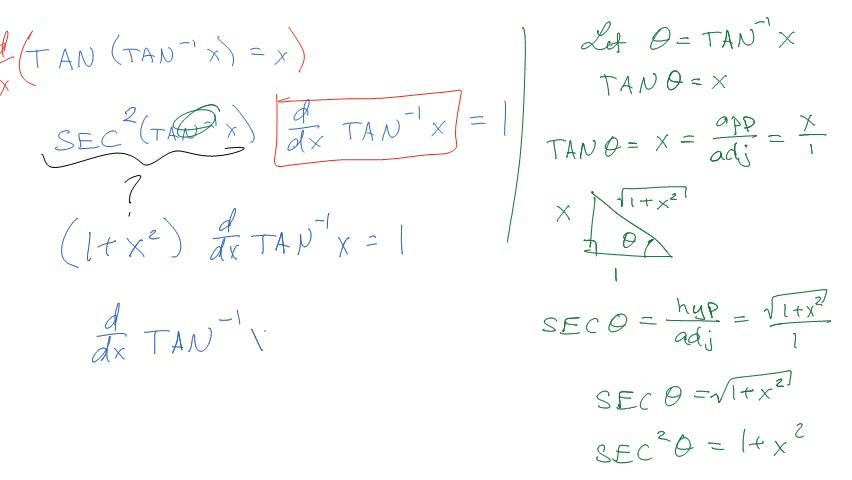 d/dx (TAN (TAN⁻¹ x) = x)
SEC²(TAN⁻¹ x) d/dx TAN⁻¹ x = 1
?
(1 + x²) d/dx TAN⁻¹ x = 1
d/dx TAN⁻¹ \
Let θ = TAN⁻¹ x
TAN θ = x
TAN θ = x = opp/adj = x/1
x √1+x²
θ
1
SEC θ = hyp/adj = √1+x²/1
SEC θ = √1+x²
SEC² θ = 1 + x²